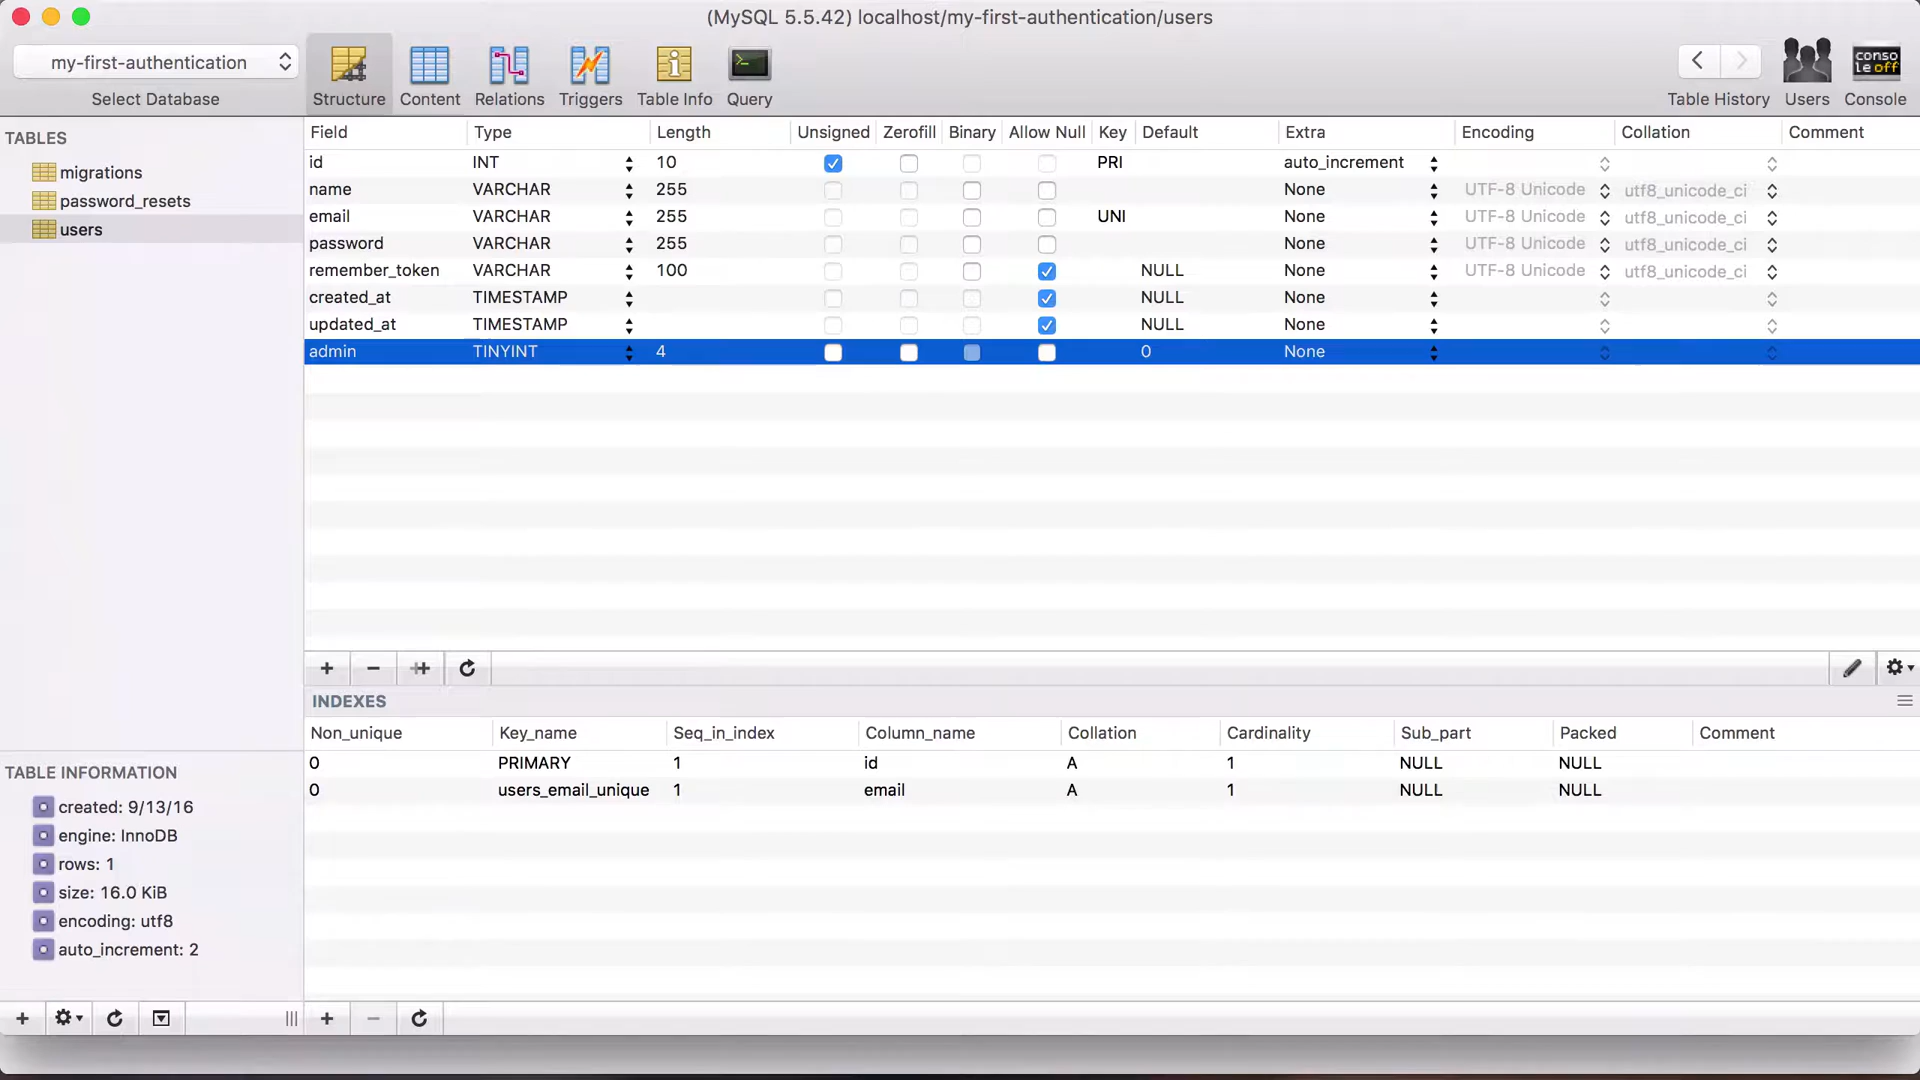 (MySQL 5.5.42) localhost/my-first-authentication/users
my-first-authentication
Select Database
Structure Content Relations Triggers Table Info Query
Table History Users Console
conso
le off
TABLES
migrations
password_resets
users
Field Type Length Unsigned Zerofill Binary Allow Null Key Default Extra Encoding Collation Comment
id INT 10 PRI auto_increment
name VARCHAR 255 None UTF-8 Unicode utf8_unicode_ci
email VARCHAR 255 UNI None UTF-8 Unicode utf8_unicode_ci
password VARCHAR 255 None UTF-8 Unicode utf8_unicode_ci
remember_token VARCHAR 100 NULL None UTF-8 Unicode utf8_unicode_ci
created_at TIMESTAMP NULL None
updated_at TIMESTAMP NULL None
admin TINYINT 4 0 None
INDEXES
Non_unique Key_name Seq_in_index Column_name Collation Cardinality Sub_part Packed Comment
0 PRIMARY 1 id A 1 NULL NULL
0 users_email_unique 1 email A 1 NULL NULL
TABLE INFORMATION
created: 9/13/16
engine: InnoDB
rows: 1
size: 16.0 KiB
encoding: utf8
auto_increment: 2